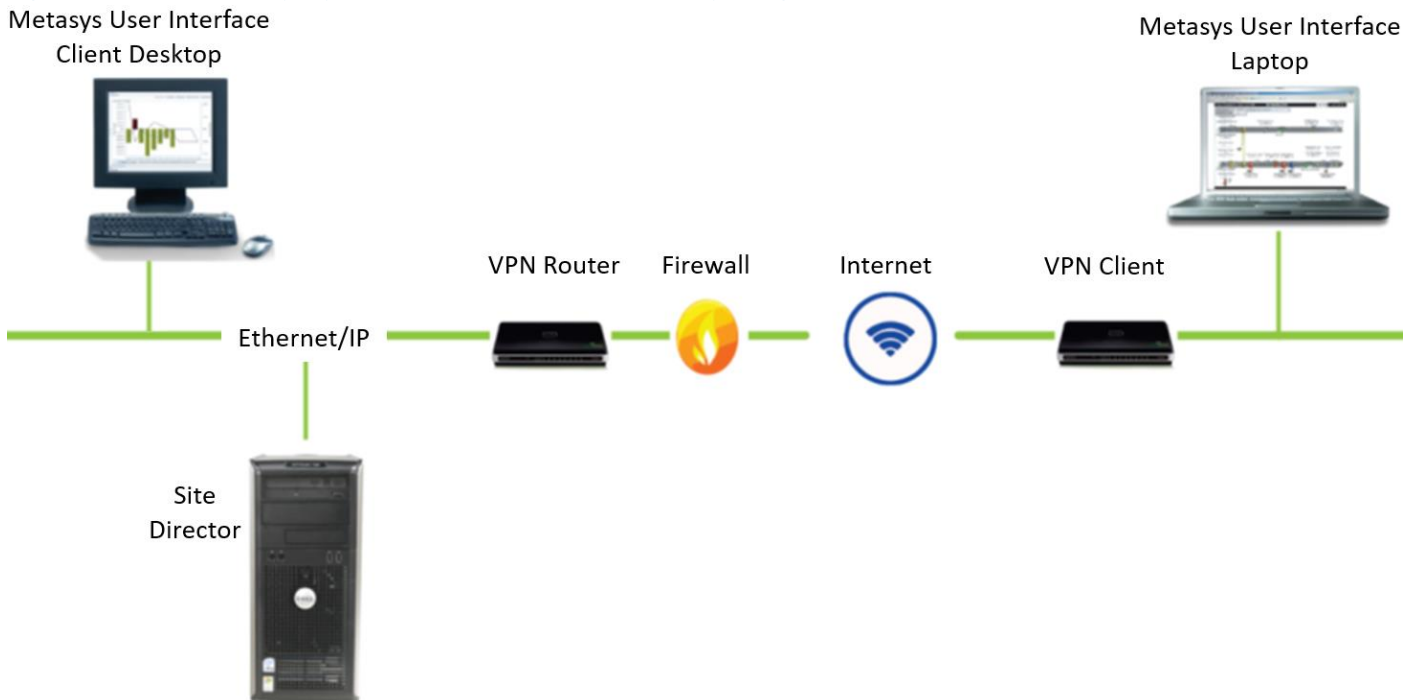 Metasys User Interface
Client Desktop
Metasys User Interface
Laptop
VPN Router
Firewall
Internet
VPN Client
Ethernet/IP
Site
Director